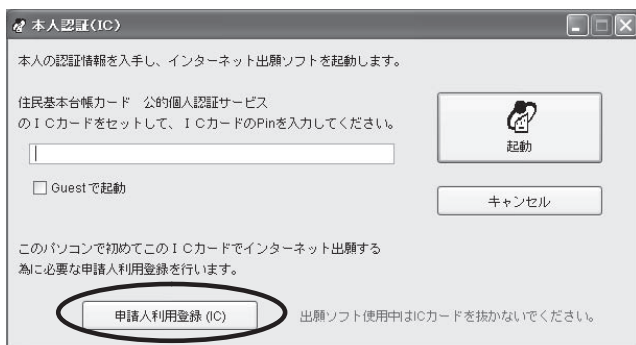 本人認証(IC)
本人の認証情報を入手し、インターネット出願ソフトを起動します。
住民基本台帳カード　公的個人認証サービス
のＩＣカードをセットして、ＩＣカードのPinを入力してください。
起動
Guestで起動
キャンセル
このパソコンで初めてこのＩＣカードでインターネット出願する
為に必要な申請人利用登録を行います。
申請人利用登録 (IC)
出願ソフト使用中はICカードを抜かないでください。